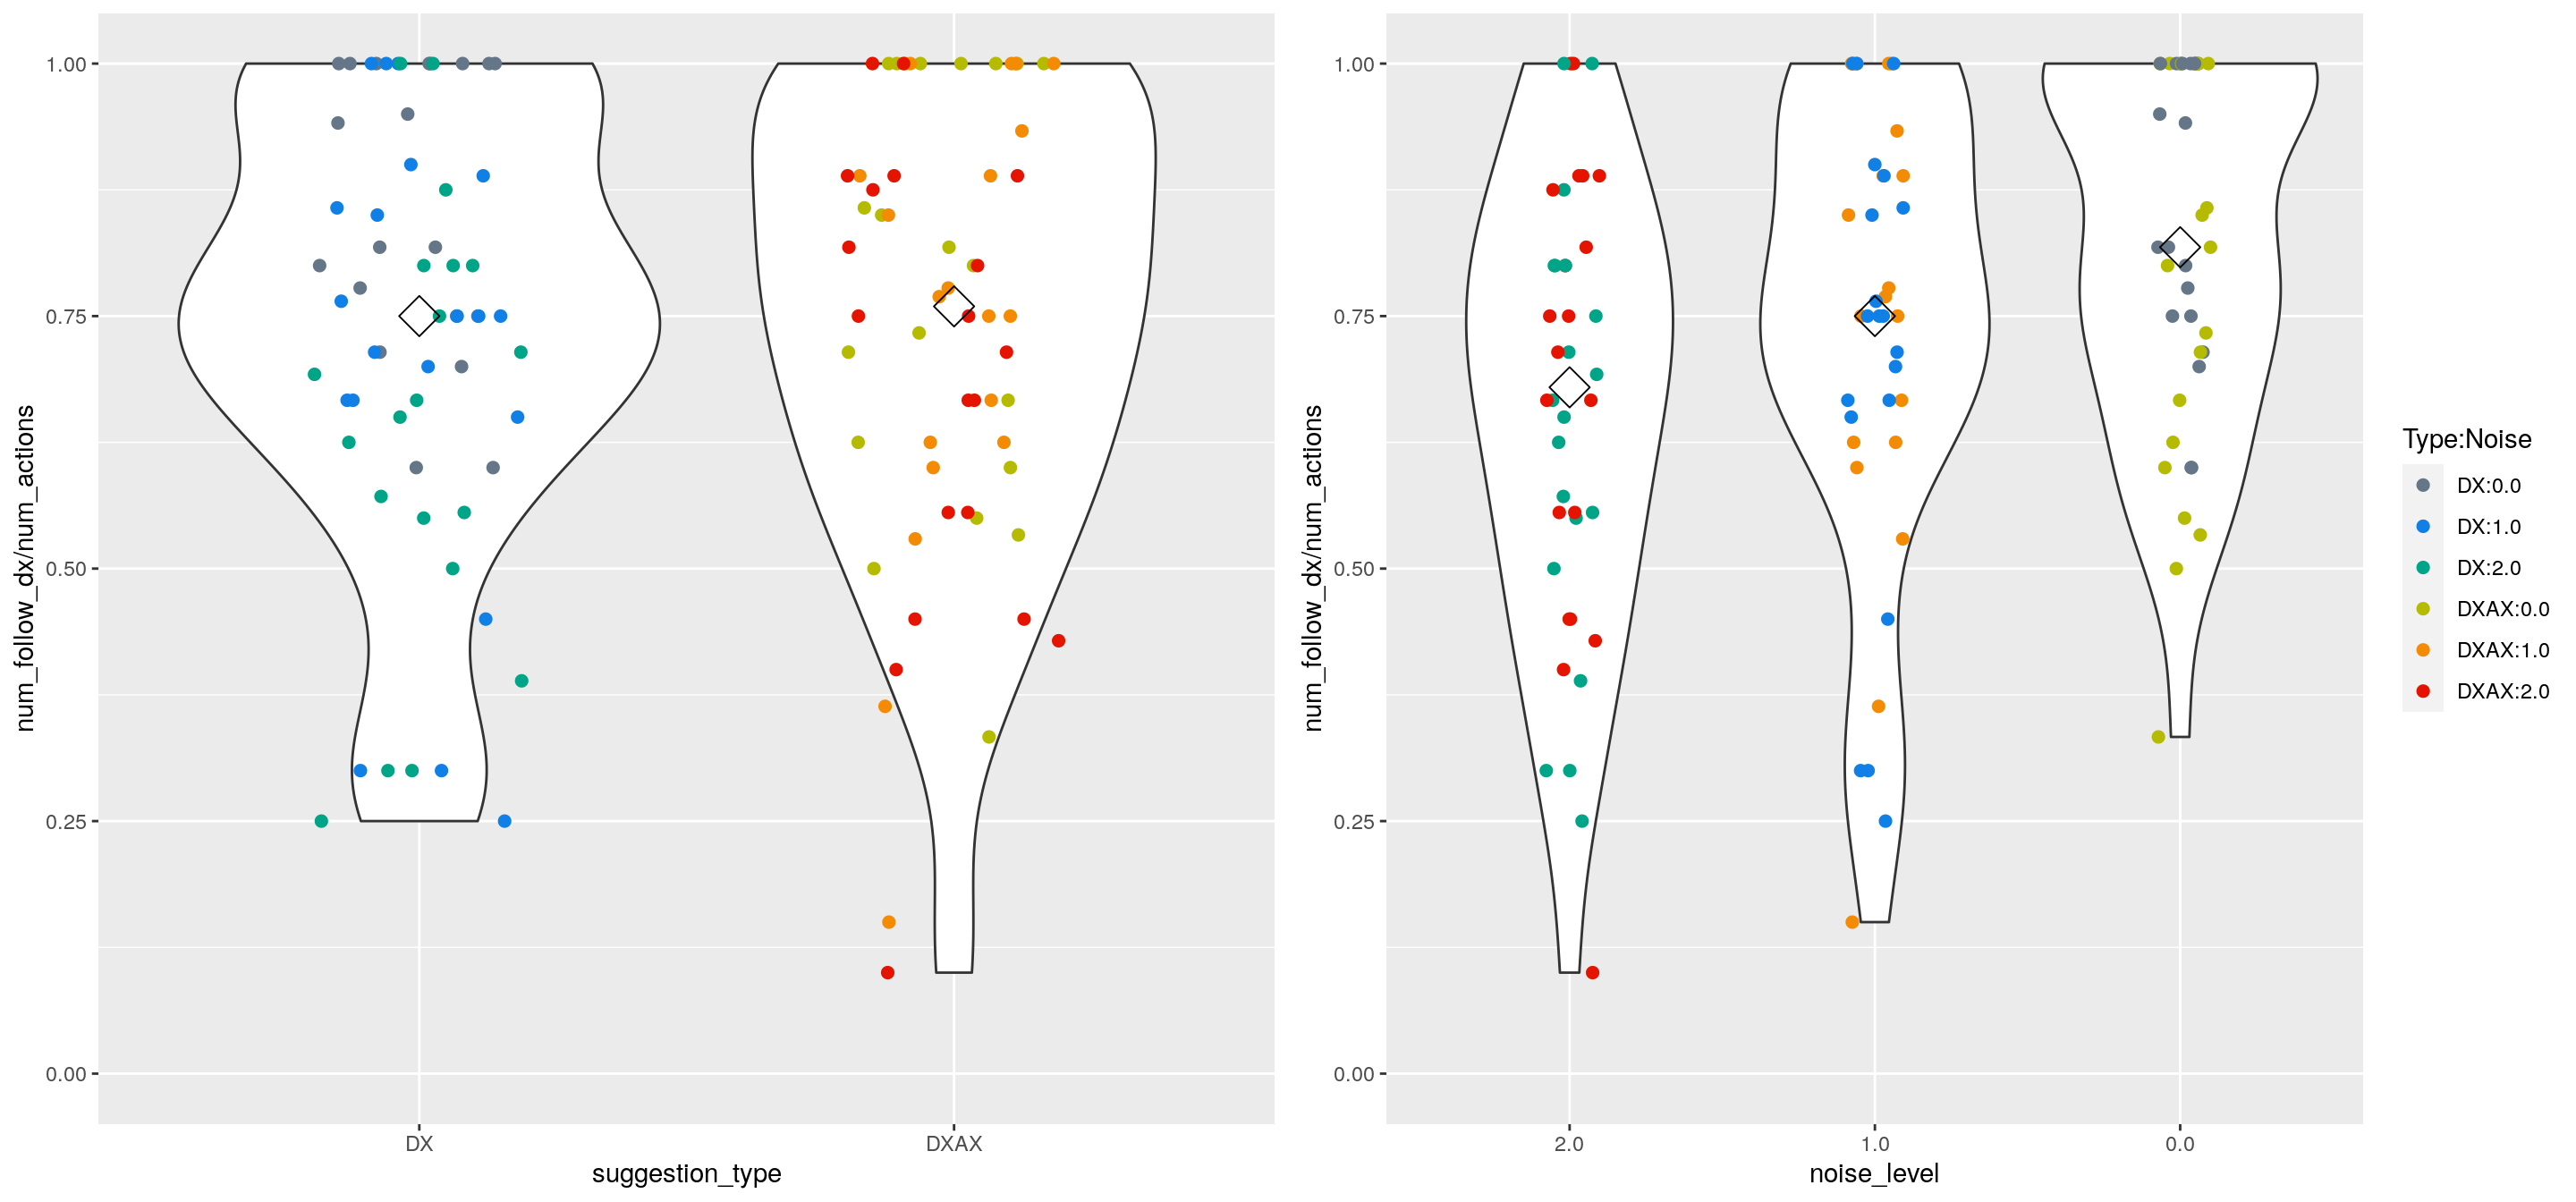 num_follow_dx/num_actions
1.00
0.75
0.50
0.25
0.00
DX
DXAX
suggestion_type
num_follow_dx/num_actions
1.00
0.75
0.50
0.25
0.00
2.0
1.0
0.0
noise_level
Type:Noise
DX:0.0
DX:1.0
DX:2.0
DXAX:0.0
DXAX:1.0
DXAX:2.0